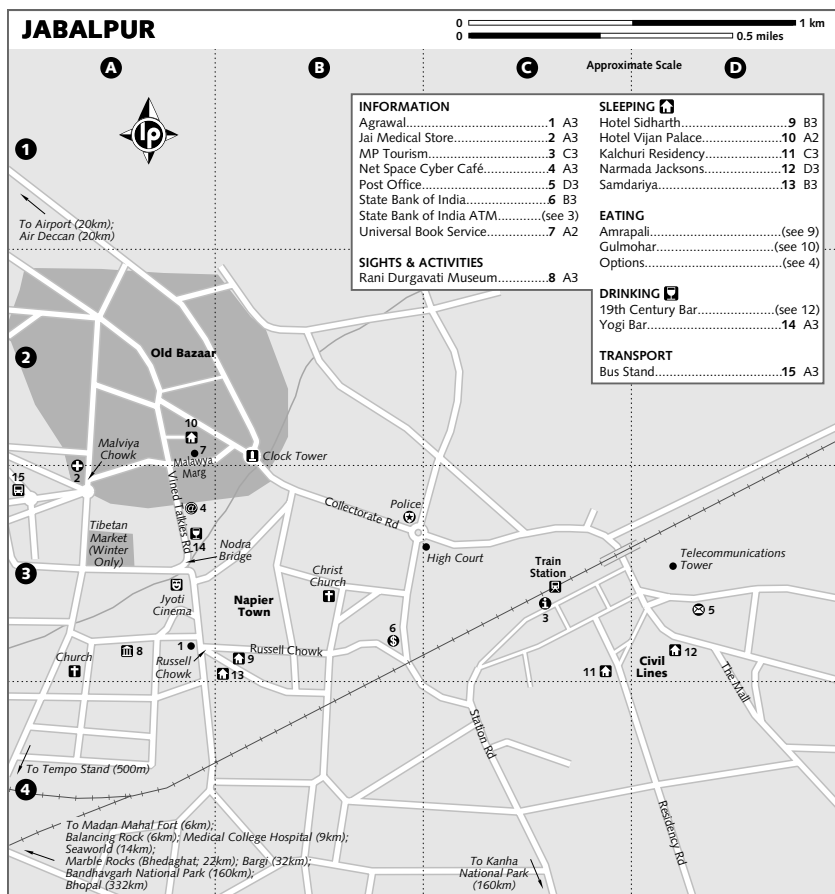 JABALPUR
0 1 km
0 0.5 miles
Approximate Scale
A B C D
1
2
3
4
lp
INFORMATION
Agrawal...1 A3
Jai Medical Store...2 A3
MP Tourism...3 C3
Net Space Cyber Café...4 A3
Post Office...5 D3
State Bank of India...6 B3
State Bank of India ATM...(see 3)
Universal Book Service...7 A2
SIGHTS & ACTIVITIES
Rani Durgavati Museum...8 A3
SLEEPING
Hotel Sidharth...9 B3
Hotel Vijan Palace...10 A2
Kalchuri Residency...11 C3
Narmada Jacksons...12 D3
Samdariya...13 B3
EATING
Amrapali...(see 9)
Gulmohar...(see 10)
Options...(see 4)
DRINKING
19th Century Bar...(see 12)
Yogi Bar...14 A3
TRANSPORT
Bus Stand...15 A3
To Airport (20km);
Air Deccan (20km)
Old Bazaar
10
7
Malawya
Marg
Clock Tower
Malviya
Chowk
2
15
@ 4
Vined Talkies Rd
14
Tibetan
Market
(Winter
Only)
Nodra
Bridge
Collectorate Rd
Police
High Court
Train
Station
3
Telecommunications
Tower
5
Jyoti
Cinema
Napier
Town
Christ
Church
6
$
Church
8
1
Russell
Chowk
Russell Chowk
9
13
11
Civil
Lines
12
The Mall
Station Rd
Residency Rd
To Tempo Stand (500m)
To Madan Mahal Fort (6km);
Balancing Rock (6km); Medical College Hospital (9km);
Seaworld (14km);
Marble Rocks (Bhedaghat; 22km); Bargi (32km);
Bandhavgarh National Park (160km);
Bhopal (332km)
To Kanha
National Park
(160km)